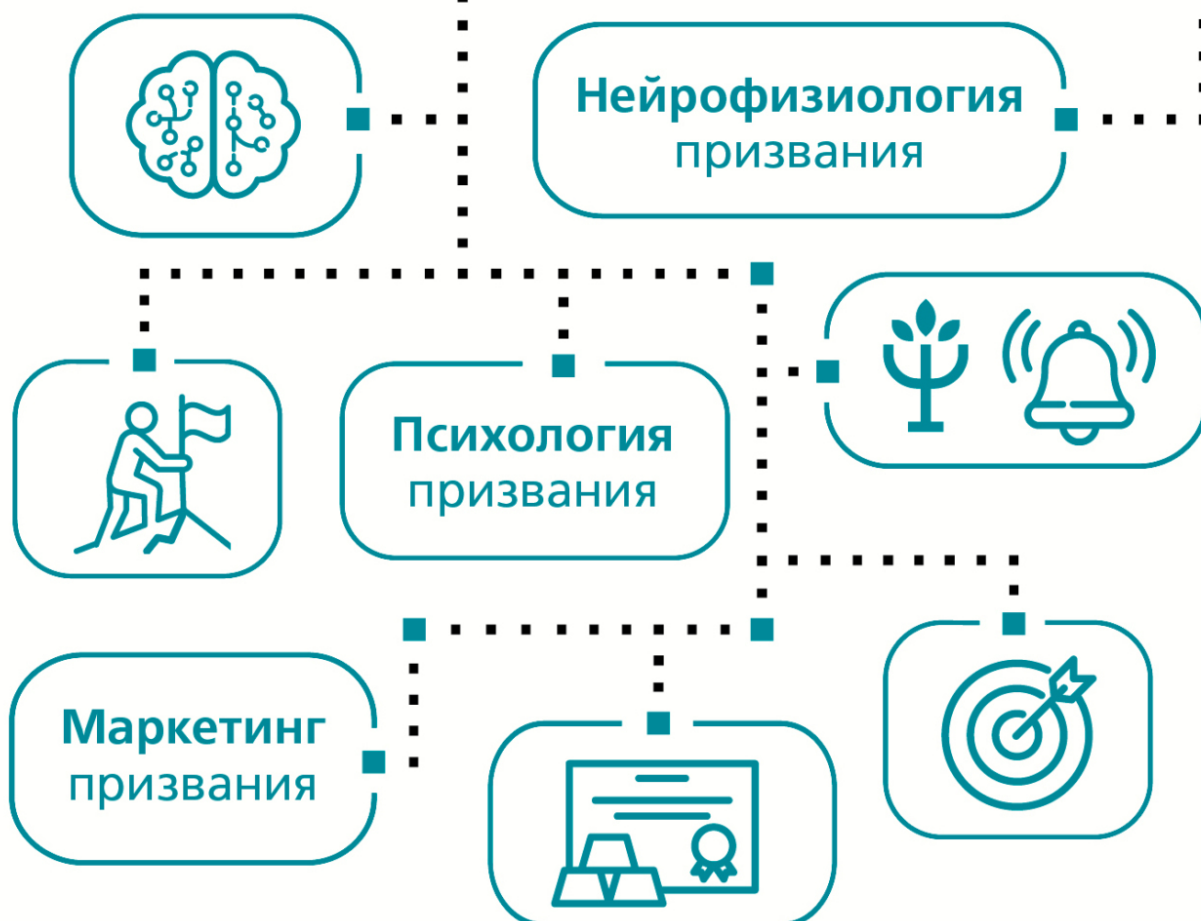 Нейрофизиология
призвания
Психология
призвания
Маркетинг
призвания